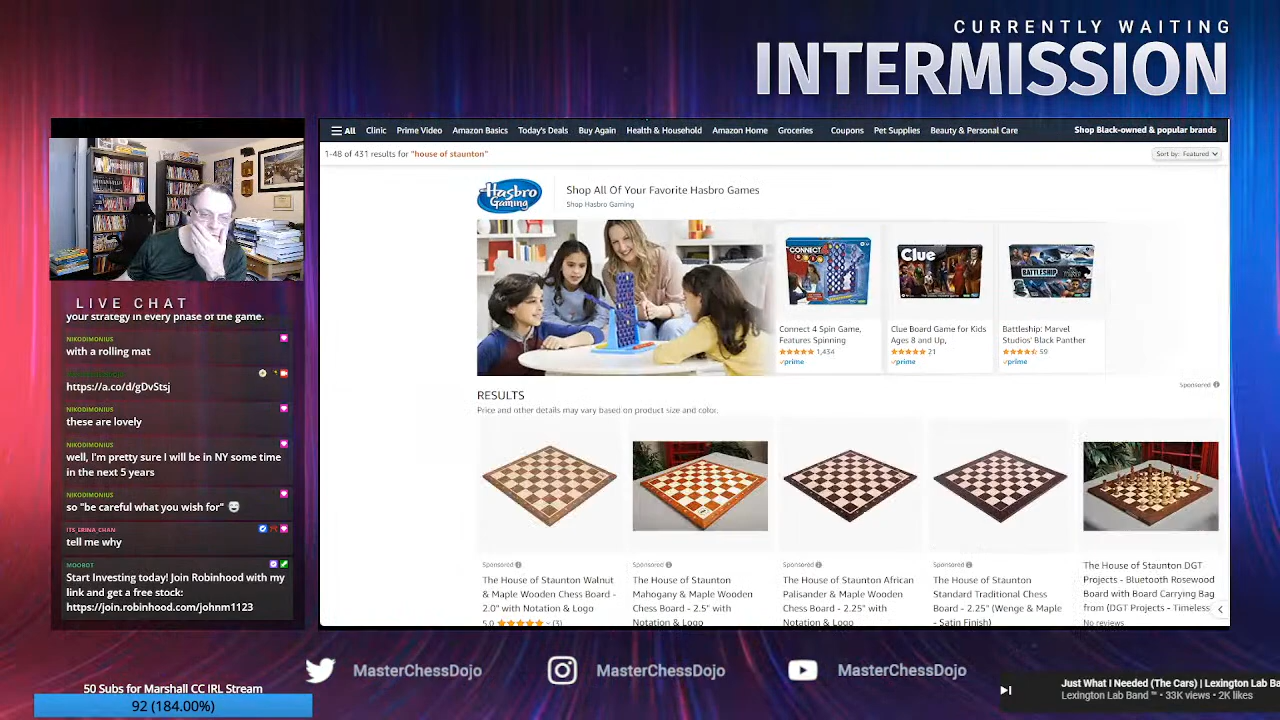 CURRENTLY WAITING
INTERMISSION
LIVE CHAT
your strategy in every phase of the game.
NIKODIMONIUS
with a rolling mat
https://a.co/d/gDvStsj
NIKODIMONIUS
these are lovely
NIKODIMONIUS
well, I'm pretty sure I will be in NY some time
in the next 5 years
NIKODIMONIUS
so "be careful what you wish for"
ITS_ERINA_CHAN
tell me why
MOOBOT
Start Investing today! Join Robinhood with my
link and get a free stock:
https://join.robinhood.com/johnm1123
All Clinic Prime Video Amazon Basics Today's Deals Buy Again Health & Household Amazon Home Groceries Coupons Pet Supplies Beauty & Personal Care Shop Black-owned & popular brands
1-48 of 431 results for "house of staunton"
Sort by: Featured
Hasbro
Gaming
Shop All Of Your Favorite Hasbro Games
Shop Hasbro Gaming
CONNECT
Clue
BATTLESHIP
Connect 4 Spin Game,
Features Spinning
1,434
prime
Clue Board Game for Kids
Ages 8 and Up,
21
prime
Battleship: Marvel
Studios' Black Panther
59
prime
Sponsored
RESULTS
Price and other details may vary based on product size and color.
Sponsored
The House of Staunton Walnut
& Maple Wooden Chess Board -
2.0" with Notation & Logo
5.0 (3)
Sponsored
The House of Staunton
Mahogany & Maple Wooden
Chess Board - 2.5" with
Notation & Logo
Sponsored
The House of Staunton African
Palisander & Maple Wooden
Chess Board - 2.25" with
Notation & Logo
Sponsored
The House of Staunton
Standard Traditional Chess
Board - 2.25" (Wenge & Maple
- Satin Finish)
The House of Staunton DGT
Projects - Bluetooth Rosewood
Board with Board Carrying Bag
from (DGT Projects - Timeless
No reviews
MasterChessDojo
MasterChessDojo
MasterChessDojo
50 Subs for Marshall CC IRL Stream
92 (184.00%)
Just What I Needed (The Cars) | Lexington Lab Ba
Lexington Lab Band ™ • 33K views • 2K likes